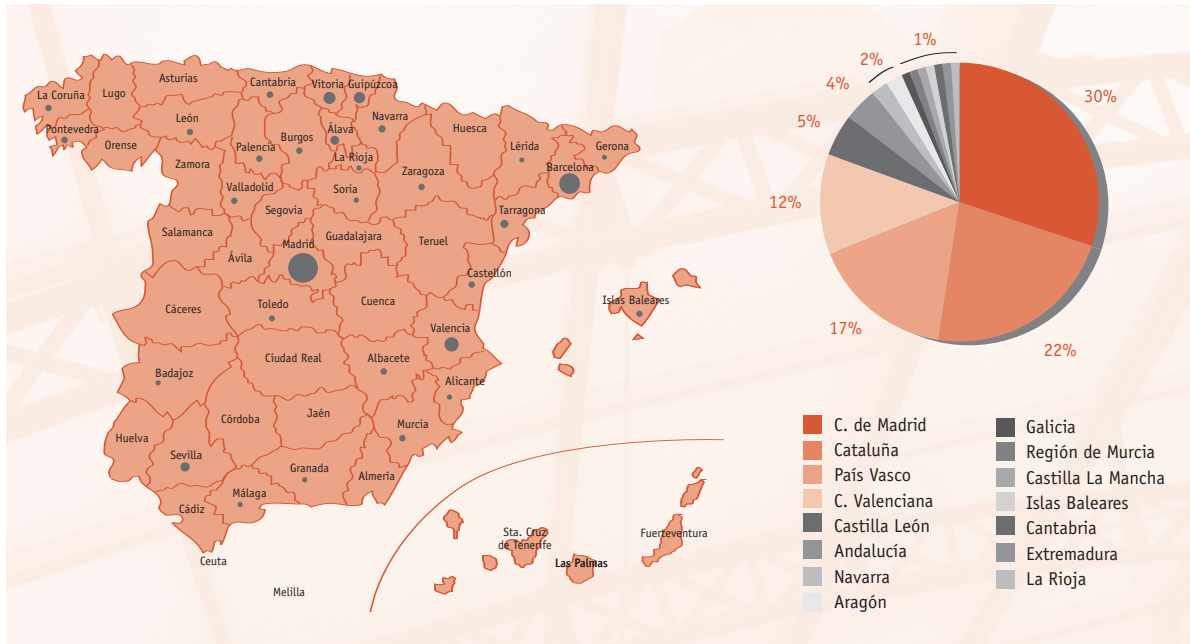 La Coruña
Lugo
Asturias
Cantabria
Vitoria
Guipúzcoa
Pontevedra
Orense
León
Palencia
Burgos
Álava
Navarra
Huesca
Lérida
Gerona
Zamora
Valladolid
La Rioja
Soria
Zaragoza
Barcelona
Tarragona
Segovia
Salamanca
Ávila
Madrid
Guadalajara
Teruel
Castellón
Cáceres
Toledo
Cuenca
Islas Baleares
Valencia
Badajoz
Ciudad Real
Albacete
Alicante
Huelva
Córdoba
Jaén
Murcia
Sevilla
Granada
Almería
Cádiz
Málaga
Ceuta
Melilla
Sta. Cruz
de Tenerife
Las Palmas
Fuerteventura
1%
2%
4%
5%
12%
17%
22%
30%
C. de Madrid
Cataluña
País Vasco
C. Valenciana
Castilla León
Andalucía
Navarra
Aragón
Galicia
Región de Murcia
Castilla La Mancha
Islas Baleares
Cantabria
Extremadura
La Rioja